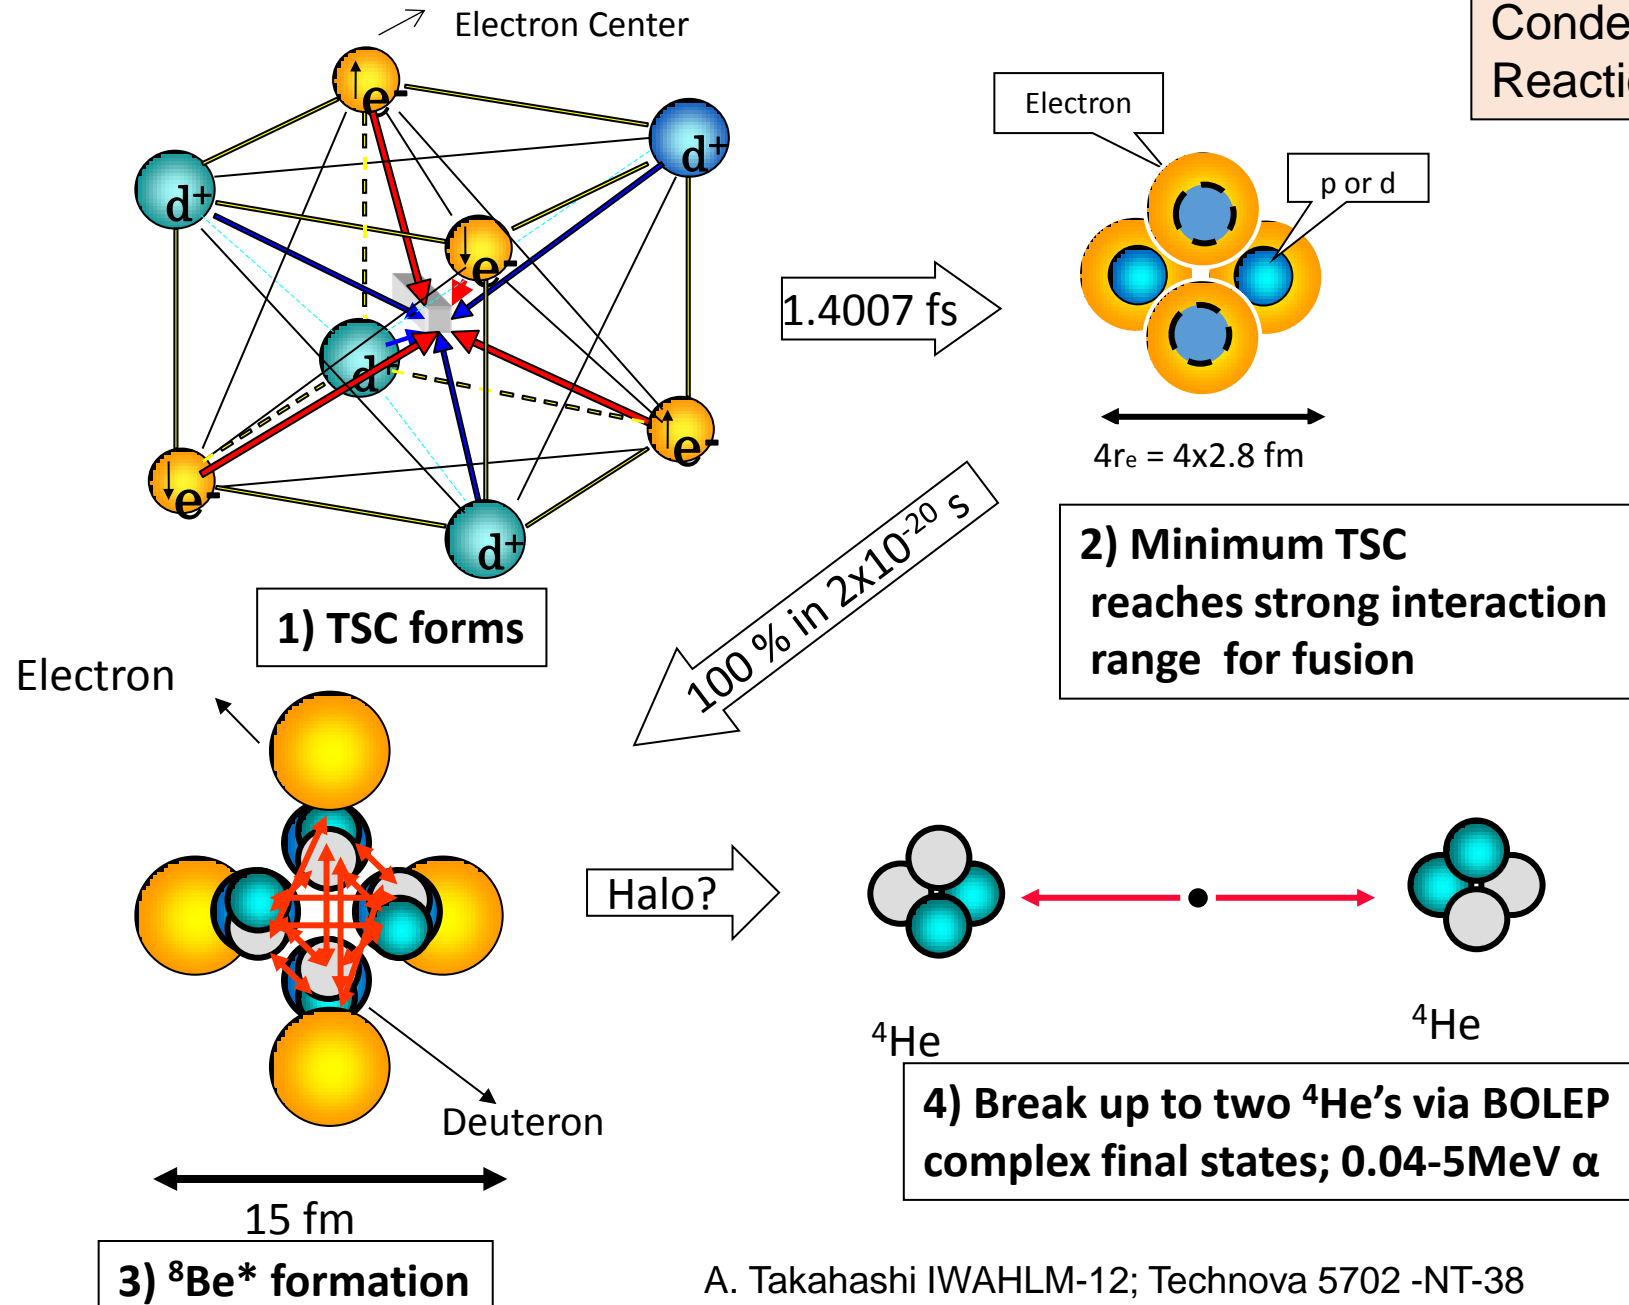 Electron Center
Conde
Reactio
e-
d+
d+
e-
d+
e-
e-
d+
1) TSC forms
1.4007 fs
Electron
p or d
4re = 4x2.8 fm
2) Minimum TSC
reaches strong interaction
range for fusion
100 % in 2x10-20 s
Electron
Deuteron
15 fm
3) 8Be* formation
Halo?
4He
4He
4) Break up to two 4He’s via BOLEP
complex final states; 0.04-5MeV α
A. Takahashi IWAHLM-12; Technova 5702 -NT-38